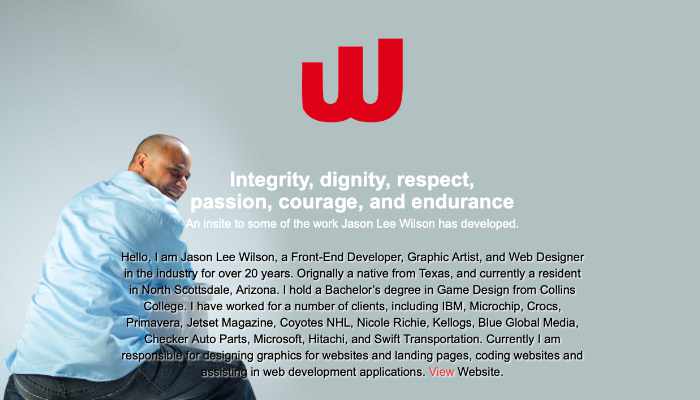 W
Integrity, dignity, respect,
passion, courage, and endurance
An insite to some of the work Jason Lee Wilson has developed.
Hello, I am Jason Lee Wilson, a Front-End Developer, Graphic Artist, and Web Designer
in the industry for over 20 years. Orignally a native from Texas, and currently a resident
in North Scottsdale, Arizona. I hold a Bachelor's degree in Game Design from Collins
College. I have worked for a number of clients, including IBM, Microchip, Crocs,
Primavera, Jetset Magazine, Coyotes NHL, Nicole Richie, Kellogs, Blue Global Media,
Checker Auto Parts, Microsoft, Hitachi, and Swift Transportation. Currently I am
responsible for designing graphics for websites and landing pages, coding websites and
assisting in web development applications. View Website.